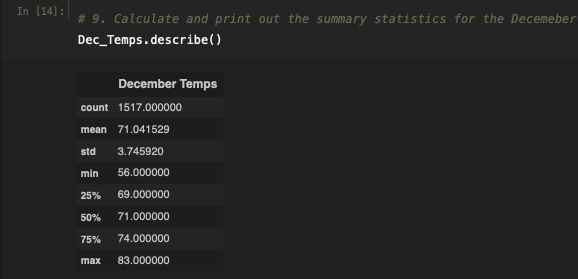 In [14]:
# 9. Calculate and print out the summary statistics for the Decemeber
Dec_Temps.describe()
December Temps
count 1517.000000
mean 71.041529
std 3.745920
min 56.000000
25% 69.000000
50% 71.000000
75% 74.000000
max 83.000000